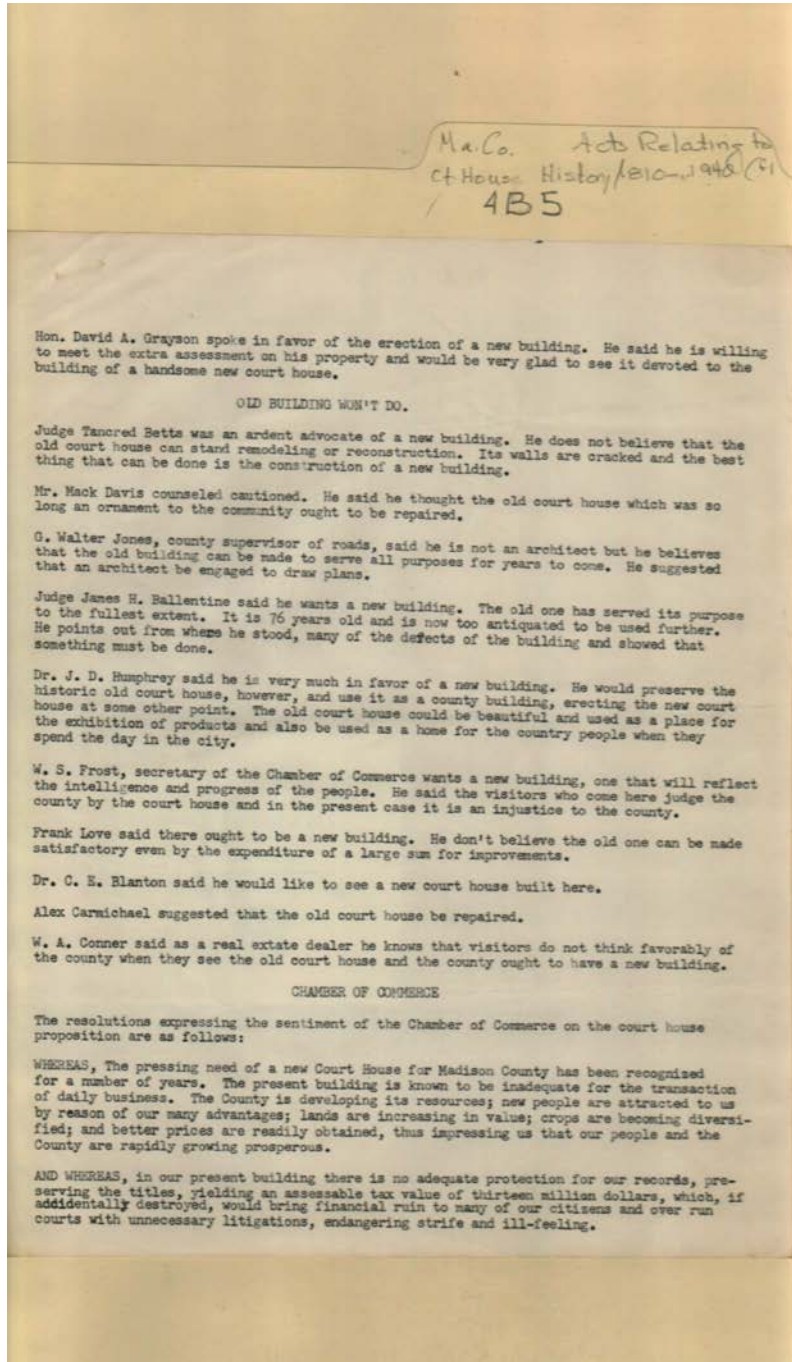 Ma.Co. Acts Relating to
Ct House History 1810-1940
4B5
Hon. David A. Grayson spoke in favor of the erection of a new building. He said he is willing
to meet the extra assessment on his property and would be very glad to see it devoted to the
building of a handsome new court house.
OLD BUILDING WON'T DO.
Judge Tancred Betts was an ardent advocate of a new building. He does not believe that the
old court house can stand remodeling or reconstruction. Its walls are cracked and the best
thing that can be done is the construction of a new building.
Mr. Mack Davis counseled cautioned. He said he thought the old court house which was so
long an ornament to the community ought to be repaired.
G. Walter Jones, county supervisor of roads, said he is not an architect but he believes
that the old building can be made to serve all purposes for years to come. He suggested
that an architect be engaged to draw plans.
Judge James H. Ballentine said he wants a new building. The old one has served its purpose
to the fullest extent. It is 76 years old and is now too antiquated to be used further.
He points out from where he stood, many of the defects of the building and showed that
something must be done.
Dr. J. D. Humphrey said he is very much in favor of a new building. He would preserve the
historic old court house, however, and use it as a county building, erecting the new court
house at some other point. The old court house could be beautiful and used as a place for
the exhibition of products and also be used as a home for the country people when they
spend the day in the city.
W. S. Frost, secretary of the Chamber of Commerce wants a new building, one that will reflect
the intelligence and progress of the people. He said the visitors who come here judge the
county by the court house and in the present case it is an injustice to the county.
Frank Love said there ought to be a new building. He don't believe the old one can be made
satisfactory even by the expenditure of a large sum for improvements.
Dr. C. E. Blanton said he would like to see a new court house built here.
Alex Carmichael suggested that the old court house be repaired.
W. A. Conner said as a real extate dealer he knows that visitors do not think favorably of
the county when they see the old court house and the county ought to have a new building.
CHAMBER OF COMMERCE
The resolutions expressing the sentiment of the Chamber of Commerce on the court house
proposition are as follows:
WHEREAS, The pressing need of a new Court House for Madison County has been recognized
for a number of years. The present building is known to be inadequate for the transaction
of daily business. The County is developing its resources; new people are attracted to us
by reason of our many advantages; lands are increasing in value; crops are becoming diversi-
fied; and better prices are readily obtained, thus impressing us that our people and the
County are rapidly growing prosperous.
AND WHEREAS, in our present building there is no adequate protection for our records, pre-
serving the titles, yielding an assessable tax value of thirteen million dollars, which, if
addidentally destroyed, would bring financial ruin to many of our citizens and over run
courts with unnecessary litigations, endangering strife and ill-feeling.